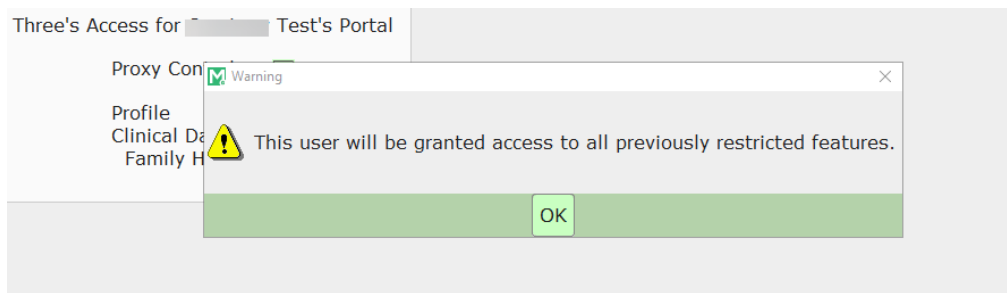 Three's Access for Test's Portal
Proxy Con
Warning
Profile
Clinical Da
Family H
This user will be granted access to all previously restricted features.
OK